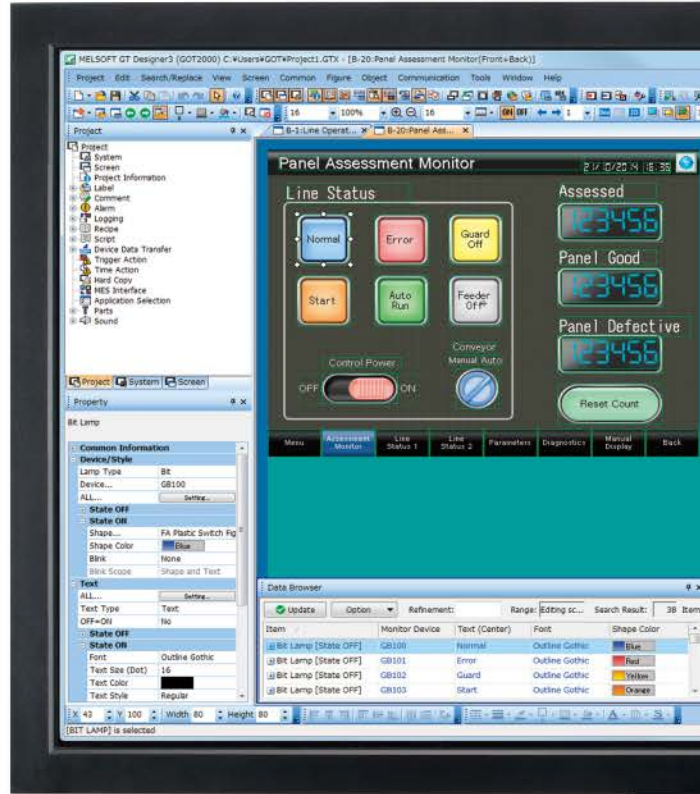 MELSOFT GT Designer3 (GOT2000) C:¥Users¥GOT¥Project1.GTX - [B-20:Panel Assessment Monitor(Front+Back)]
Project Edit Search/Replace View Screen Common Figure Object Communication Tools Window Help
16 100% 16 ON OFF 1
Project
B-1:Line Operat...
B-20:Panel Ass...
Project
System
Screen
Project Information
Label
Comment
Alarm
Logging
Recipe
Script
Device Data Transfer
Trigger Action
Time Action
Hard Copy
MES Interface
Application Selection
Parts
Sound
Project System Screen
Panel Assessment Monitor
Line Status
Normal
Error
Guard
Off
Start
Auto
Run
Feeder
Off
Control Power
OFF ON
Conveyor
Manual Auto
Assessed
123456
Panel Good
123456
Panel Defective
123456
Reset Count
Menu
Assessment
Monitor
Line
Status 1
Line
Status 2
Parameters
Diagnostics
Manual
Display
Back
Property
Bit Lamp
Common Information
Device/Style
Lamp Type Bit
Device... GB100
ALL... Setting...
State OFF
State ON
Shape... FA Plastic Switch Fig
Shape Color Blue
Blink None
Blink Scope Shape and Text
Text
ALL... Setting...
Text Type Text
OFF=ON No
State OFF
State ON
Font Outline Gothic
Text Size (Dot) 16
Text Color
Text Style Regular
Data Browser
Update Option Refinement: Range: Editing sc... Search Result: 38 Item
Item Monitor Device Text (Center) Font Shape Color
Bit Lamp [State OFF] GB100 Normal Outline Gothic Blue
Bit Lamp [State OFF] GB101 Error Outline Gothic Red
Bit Lamp [State OFF] GB102 Guard Outline Gothic Yellow
Bit Lamp [State OFF] GB103 Start Outline Gothic Orange
X 43 Y 100 Width 80 Height 80
[BIT LAMP] is selected